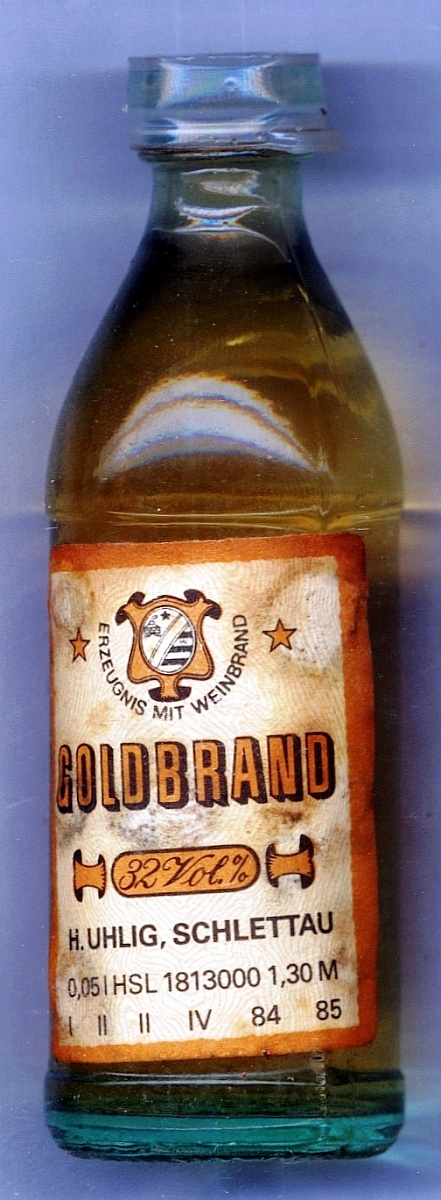 ERZEUGNIS MIT WEINBRAND
GOLDBRAND
32 Vol.%
H. UHLIG, SCHLETTAU
0,05 l HSL 1813000 1,30 M
I II II IV 84 85